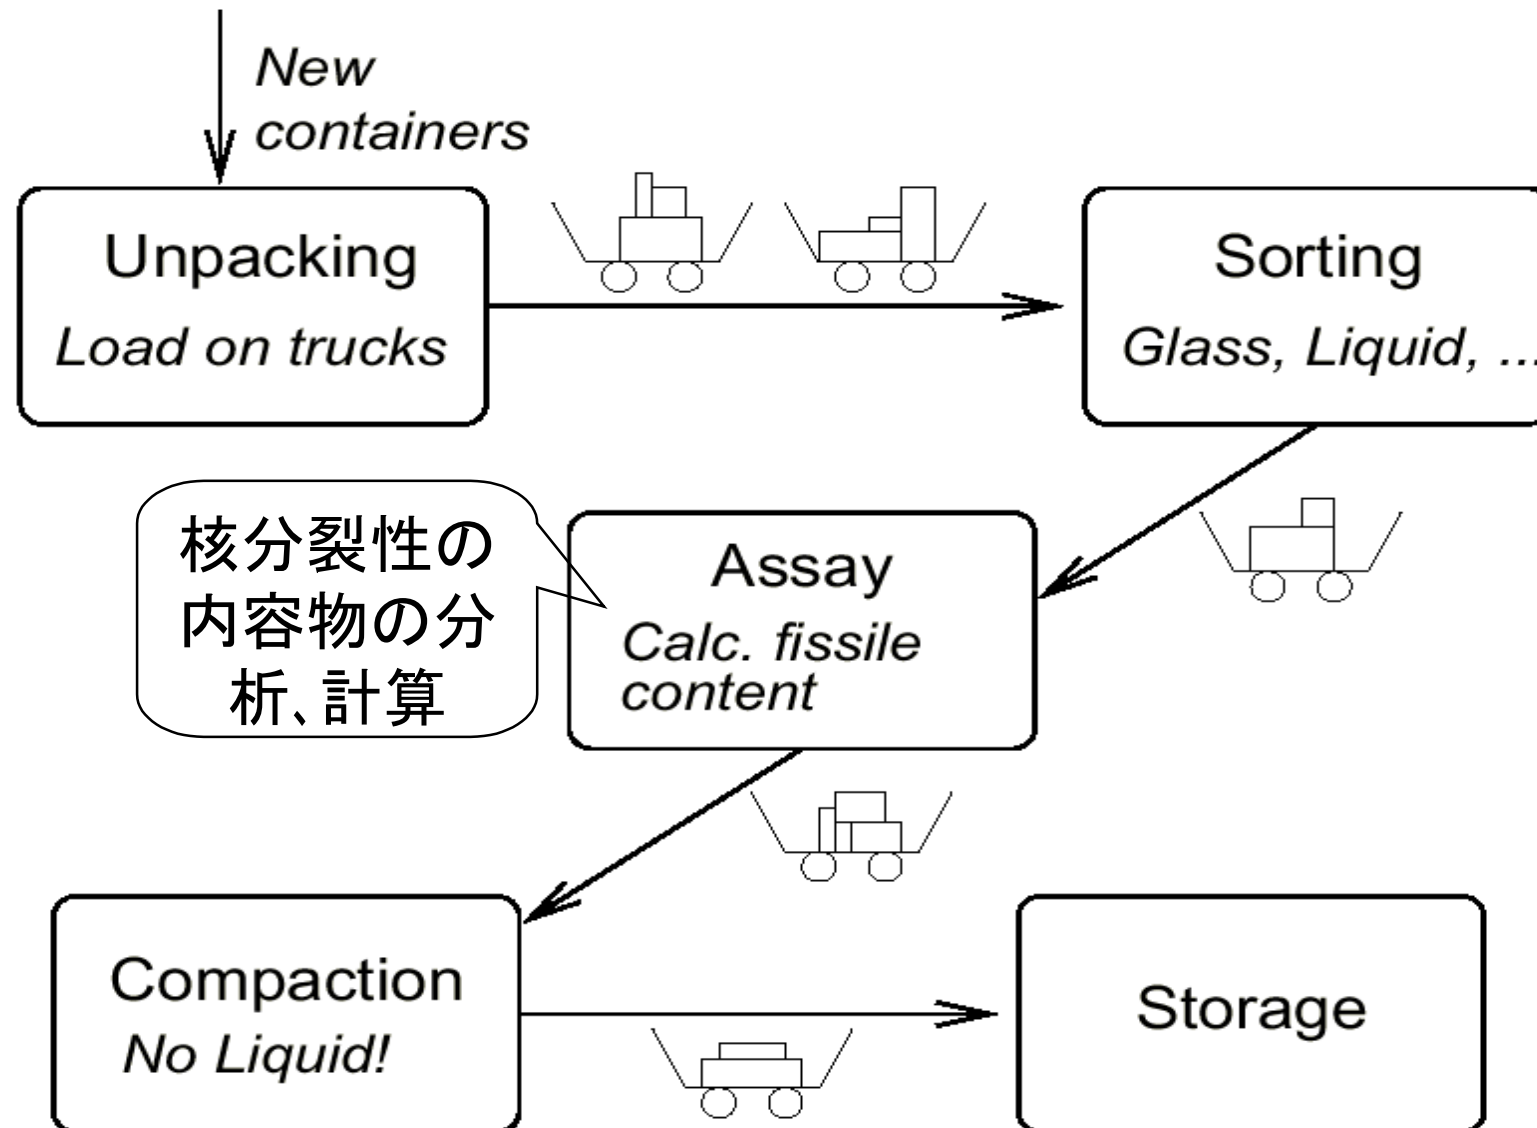 New
containers
Unpacking
Load on trucks
Sorting
Glass, Liquid, ...
核分裂性の
内容物の分
析、計算
Assay
Calc. fissile
content
Compaction
No Liquid!
Storage